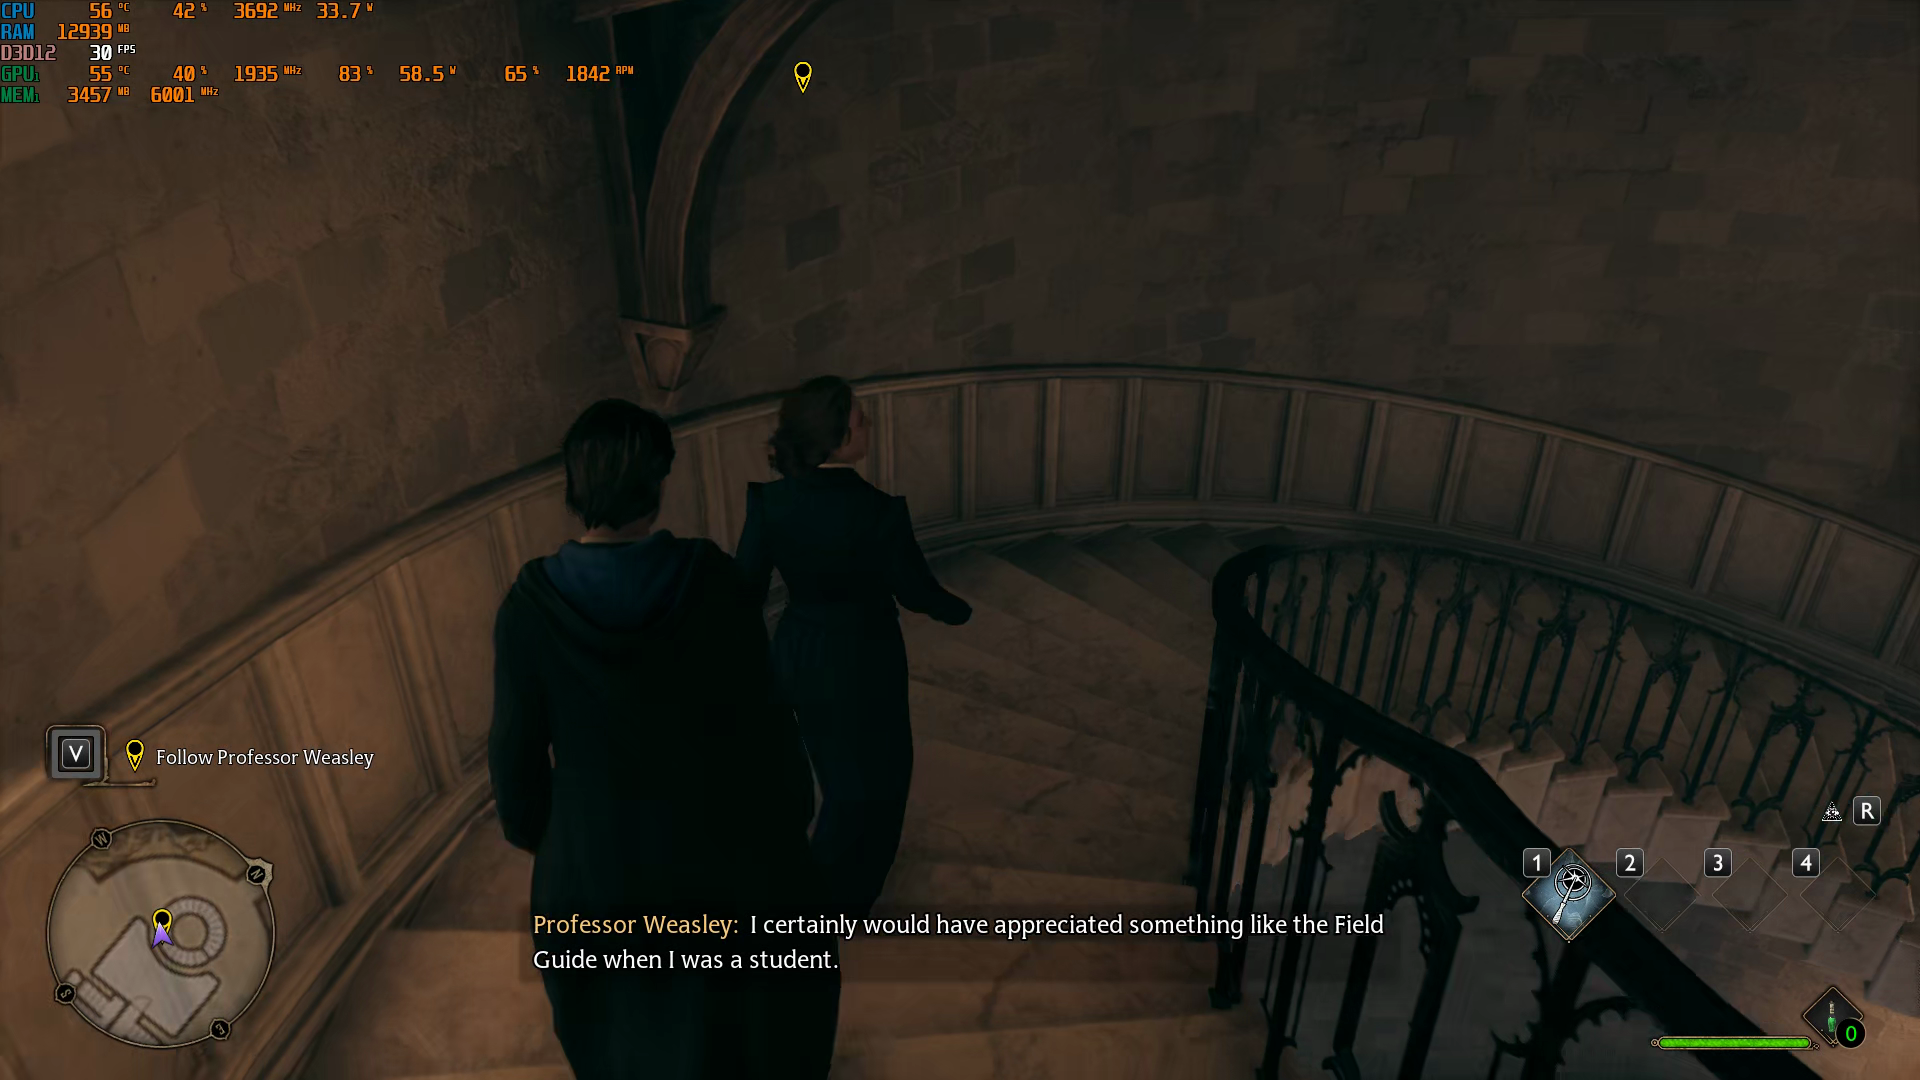 CPU 56 °C 42 % 3692 MHz 33.7 W
RAM 12939 MB
D3D12 30 FPS
GPU1 55 °C 40 % 1935 MHz 83 % 58.5 W 65 % 1842 RPM
MEM1 3457 MB 6001 MHz
V Follow Professor Weasley
R
1 2 3 4
W
N
S
E
Professor Weasley: I certainly would have appreciated something like the Field
Guide when I was a student.
0